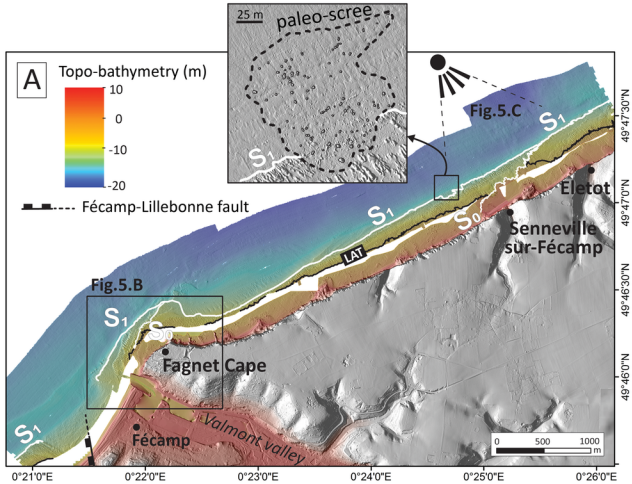 A
Topo-bathymetry (m)
10
0
-10
-20
Fécamp-Lillebonne fault
25 m
paleo-scree
S1
Fig.5.C
S1
S1
S0
LAT
Eletot
Senneville
sur-Fécamp
Fig.5.B
S1
S0
Fagnet Cape
S1
Fécamp
Valmont valley
0 500 1000
m
49°47'30"N
49°47'0"N
49°46'30"N
49°46'0"N
0°21'0"E 0°22'0"E 0°23'0"E 0°24'0"E 0°25'0"E 0°26'0"E